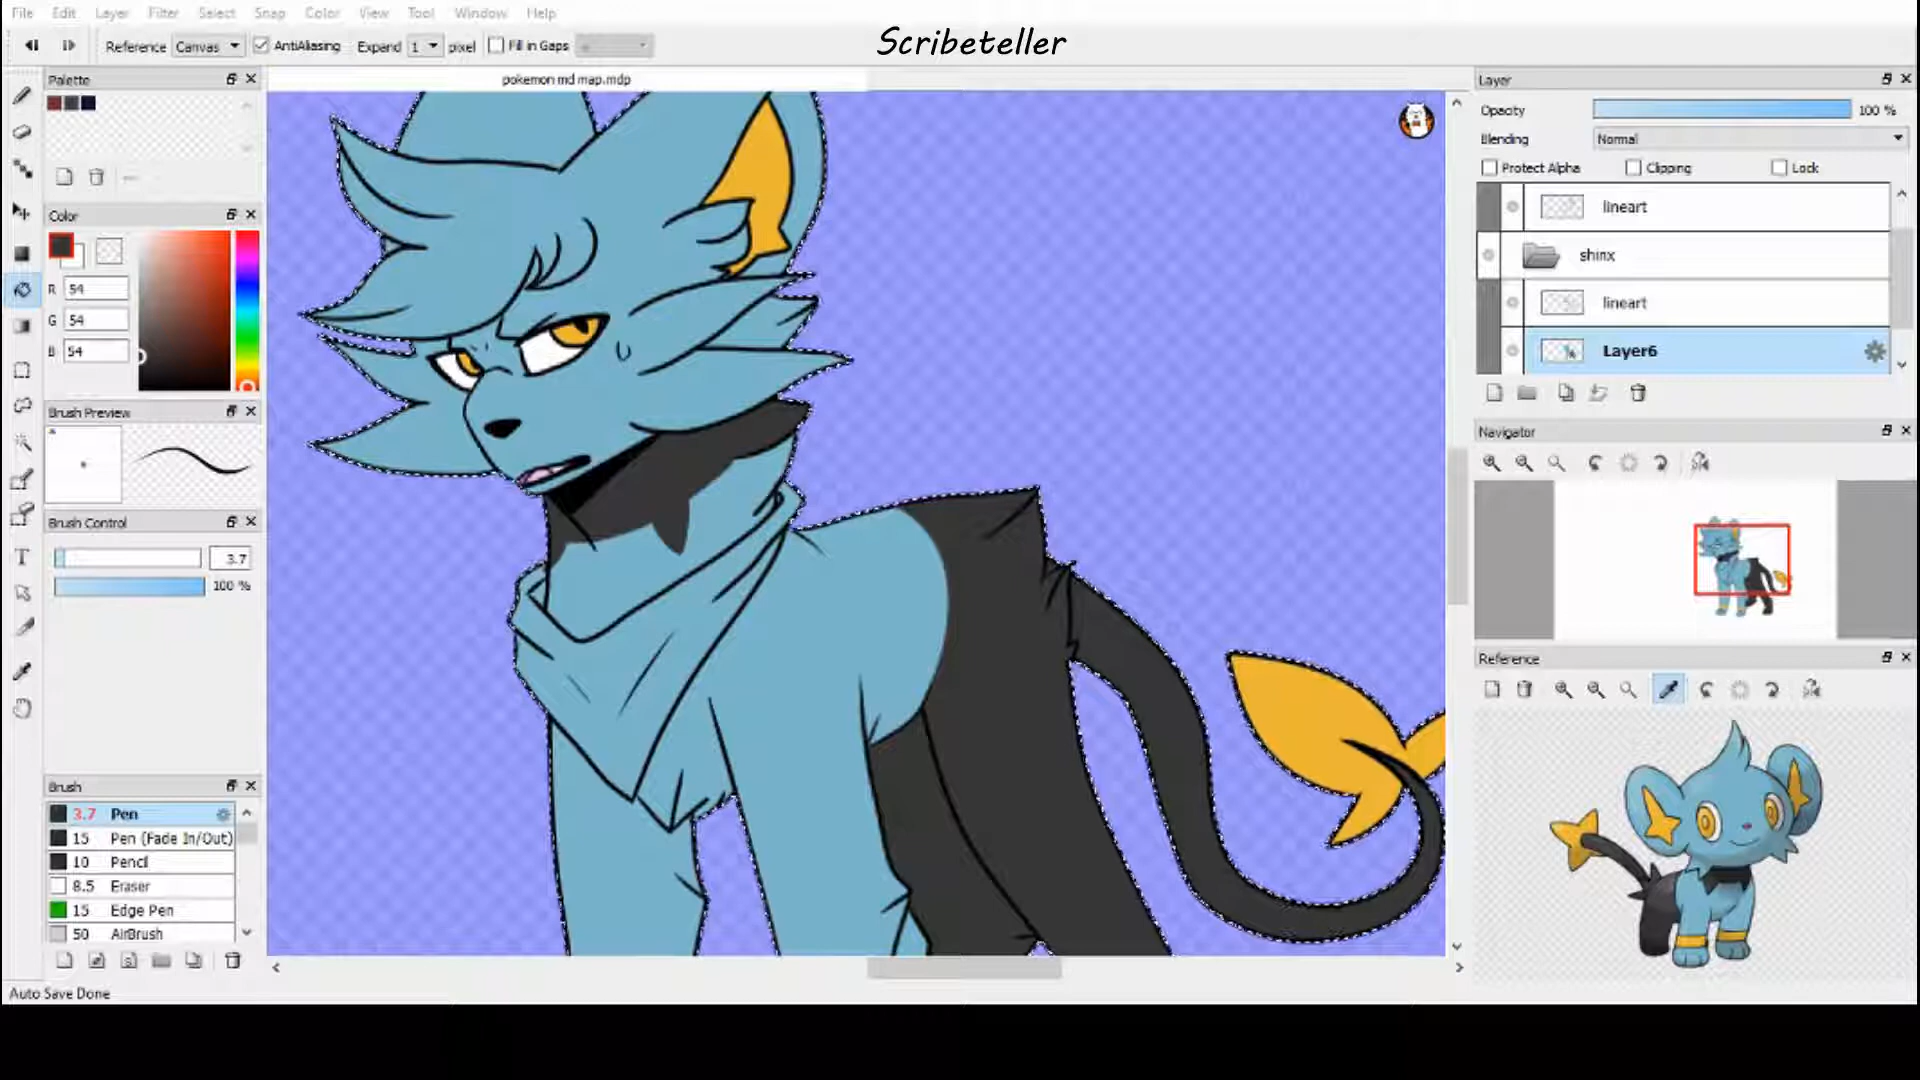 File Edit Layer Filter Select Snap Color View Tool Window Help
Reference Canvas AntiAliasing Expand 1 pixel Fill in Gaps
Scribeteller
pokemon md map.mdp
Palette
Color
R 54
G 54
B 54
Brush Preview
Brush Control
3.7
100 %
Brush
3.7 Pen
15 Pen (Fade In/Out)
10 Pencil
8.5 Eraser
15 Edge Pen
50 AirBrush
Auto Save Done
Layer
Opacity 100 %
Blending Normal
Protect Alpha Clipping Lock
lineart
shinx
lineart
Layer6
Navigator
Reference